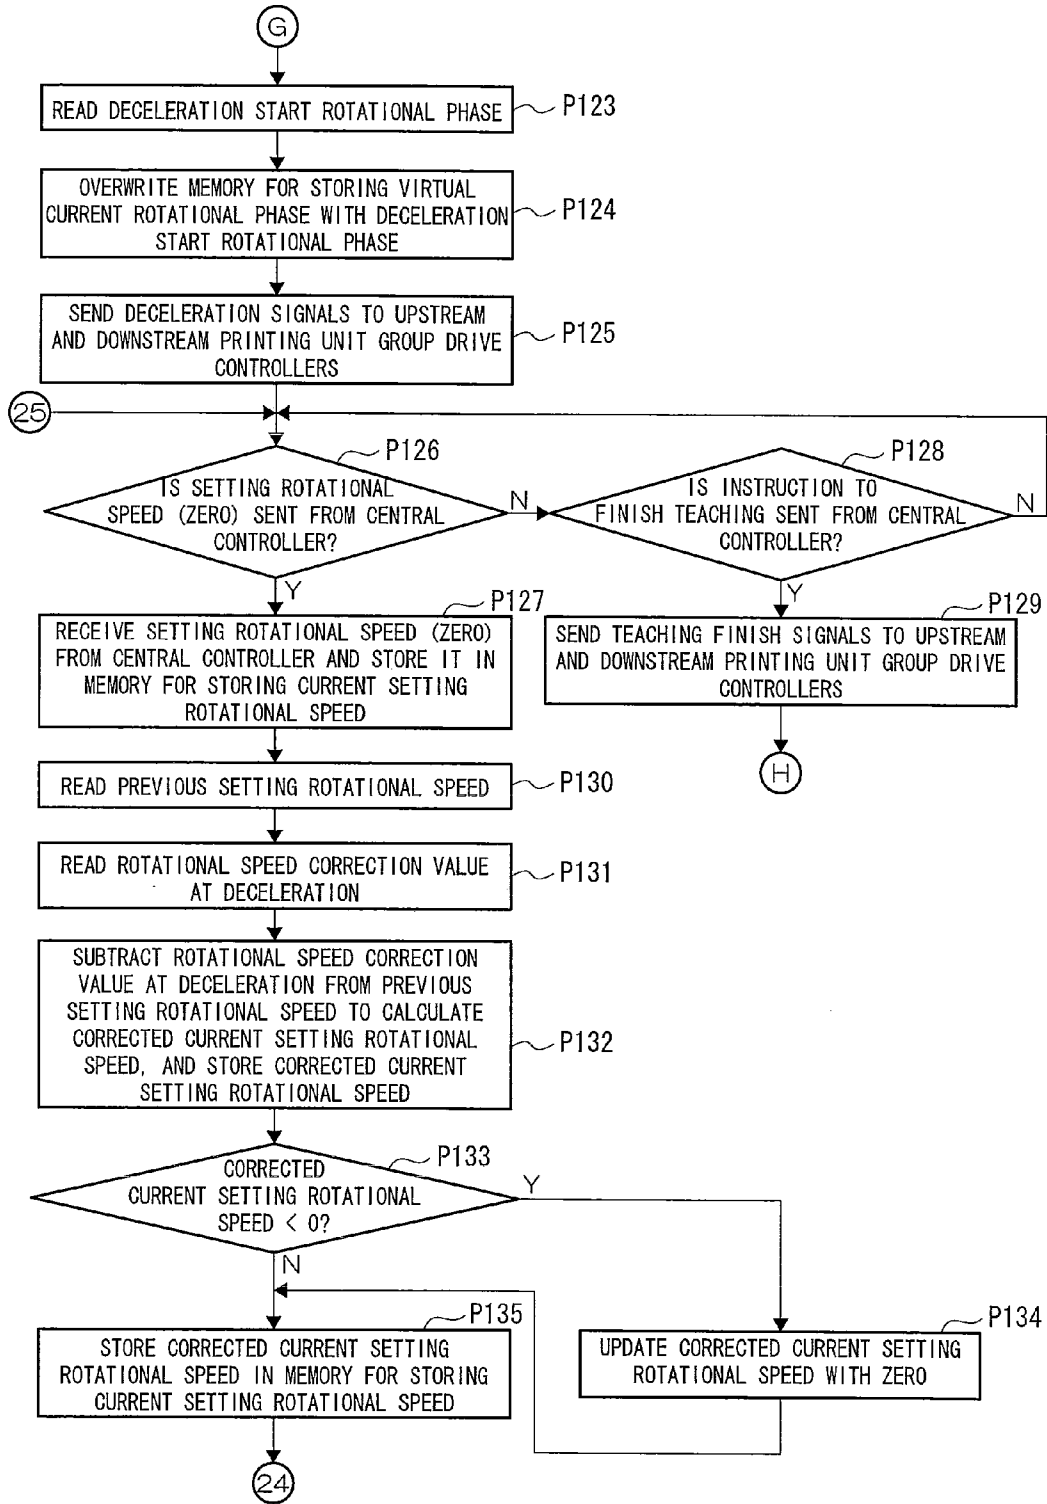 G
READ DECELERATION START ROTATIONAL PHASE
P123
OVERWRITE MEMORY FOR STORING VIRTUAL
CURRENT ROTATIONAL PHASE WITH DECELERATION
START ROTATIONAL PHASE
P124
SEND DECELERATION SIGNALS TO UPSTREAM
AND DOWNSTREAM PRINTING UNIT GROUP DRIVE
CONTROLLERS
P125
25
P126
IS SETTING ROTATIONAL
SPEED (ZERO) SENT FROM CENTRAL
CONTROLLER?
N
Y
P128
IS INSTRUCTION TO
FINISH TEACHING SENT FROM CENTRAL
CONTROLLER?
N
Y
P127
RECEIVE SETTING ROTATIONAL SPEED (ZERO)
FROM CENTRAL CONTROLLER AND STORE IT IN
MEMORY FOR STORING CURRENT SETTING
ROTATIONAL SPEED
P129
SEND TEACHING FINISH SIGNALS TO UPSTREAM
AND DOWNSTREAM PRINTING UNIT GROUP DRIVE
CONTROLLERS
H
READ PREVIOUS SETTING ROTATIONAL SPEED
P130
READ ROTATIONAL SPEED CORRECTION VALUE
AT DECELERATION
P131
SUBTRACT ROTATIONAL SPEED CORRECTION
VALUE AT DECELERATION FROM PREVIOUS
SETTING ROTATIONAL SPEED TO CALCULATE
CORRECTED CURRENT SETTING ROTATIONAL
SPEED, AND STORE CORRECTED CURRENT
SETTING ROTATIONAL SPEED
P132
P133
CORRECTED
CURRENT SETTING ROTATIONAL
SPEED < 0?
Y
N
P135
STORE CORRECTED CURRENT SETTING
ROTATIONAL SPEED IN MEMORY FOR STORING
CURRENT SETTING ROTATIONAL SPEED
P134
UPDATE CORRECTED CURRENT SETTING
ROTATIONAL SPEED WITH ZERO
24